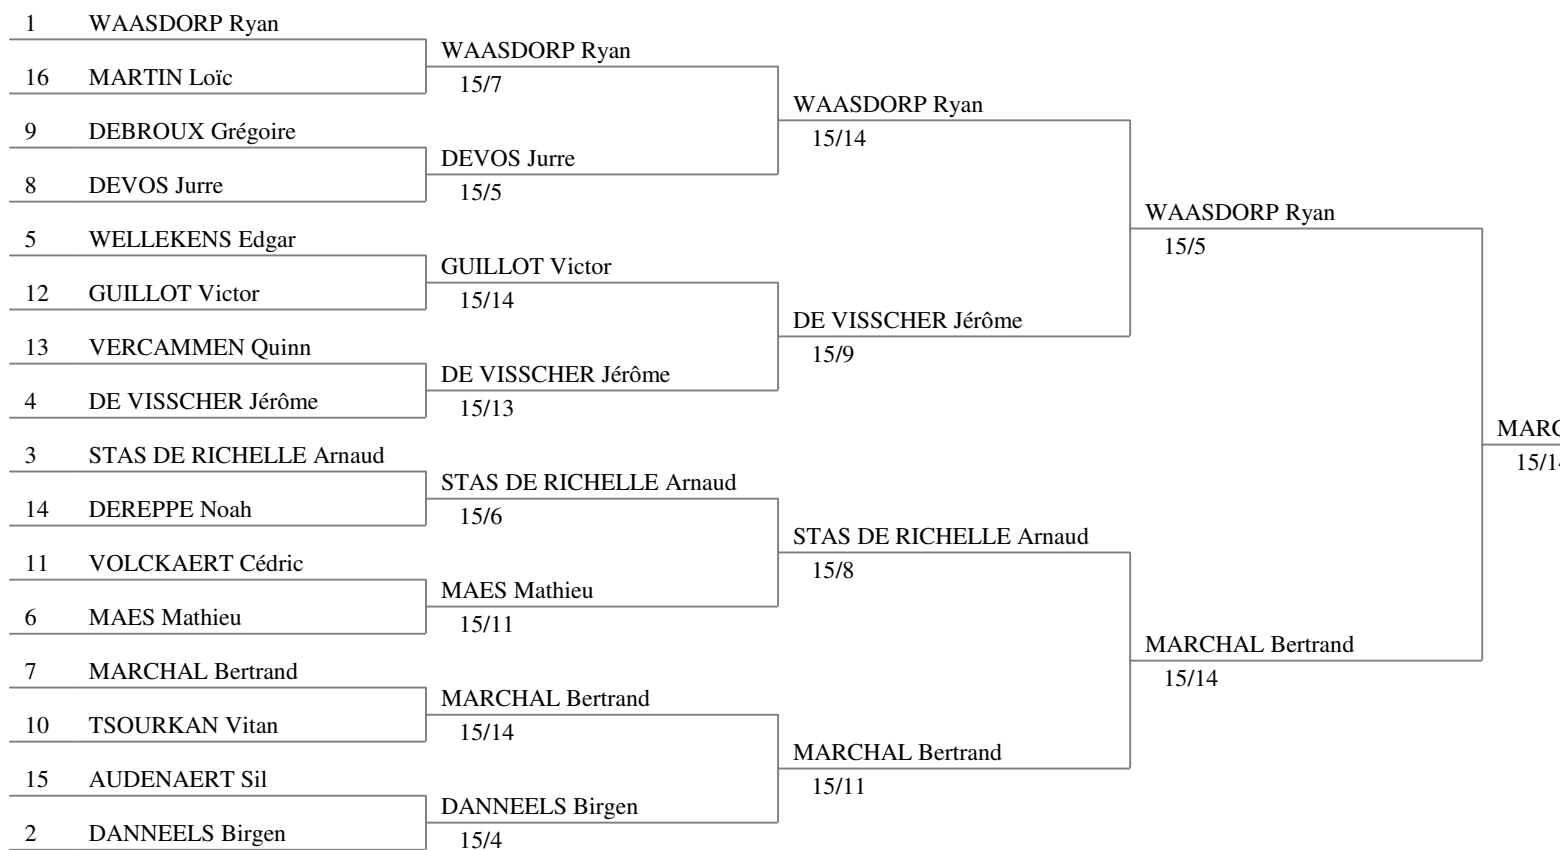 1 WAASDORP Ryan
16 MARTIN Loïc
9 DEBROUX Grégoire
8 DEVOS Jurre
5 WELLEKENS Edgar
12 GUILLOT Victor
13 VERCAMMEN Quinn
4 DE VISSCHER Jérôme
3 STAS DE RICHELLE Arnaud
14 DEREPPE Noah
11 VOLCKAERT Cédric
6 MAES Mathieu
7 MARCHAL Bertrand
10 TSOURKAN Vitan
15 AUDENAERT Sil
2 DANNEELS Birgen
WAASDORP Ryan
15/7
DEVOS Jurre
15/5
GUILLOT Victor
15/14
DE VISSCHER Jérôme
15/13
STAS DE RICHELLE Arnaud
15/6
MAES Mathieu
15/11
MARCHAL Bertrand
15/14
DANNEELS Birgen
15/4
WAASDORP Ryan
15/14
DE VISSCHER Jérôme
15/9
STAS DE RICHELLE Arnaud
15/8
MARCHAL Bertrand
15/11
WAASDORP Ryan
15/5
MARCHAL Bertrand
15/14